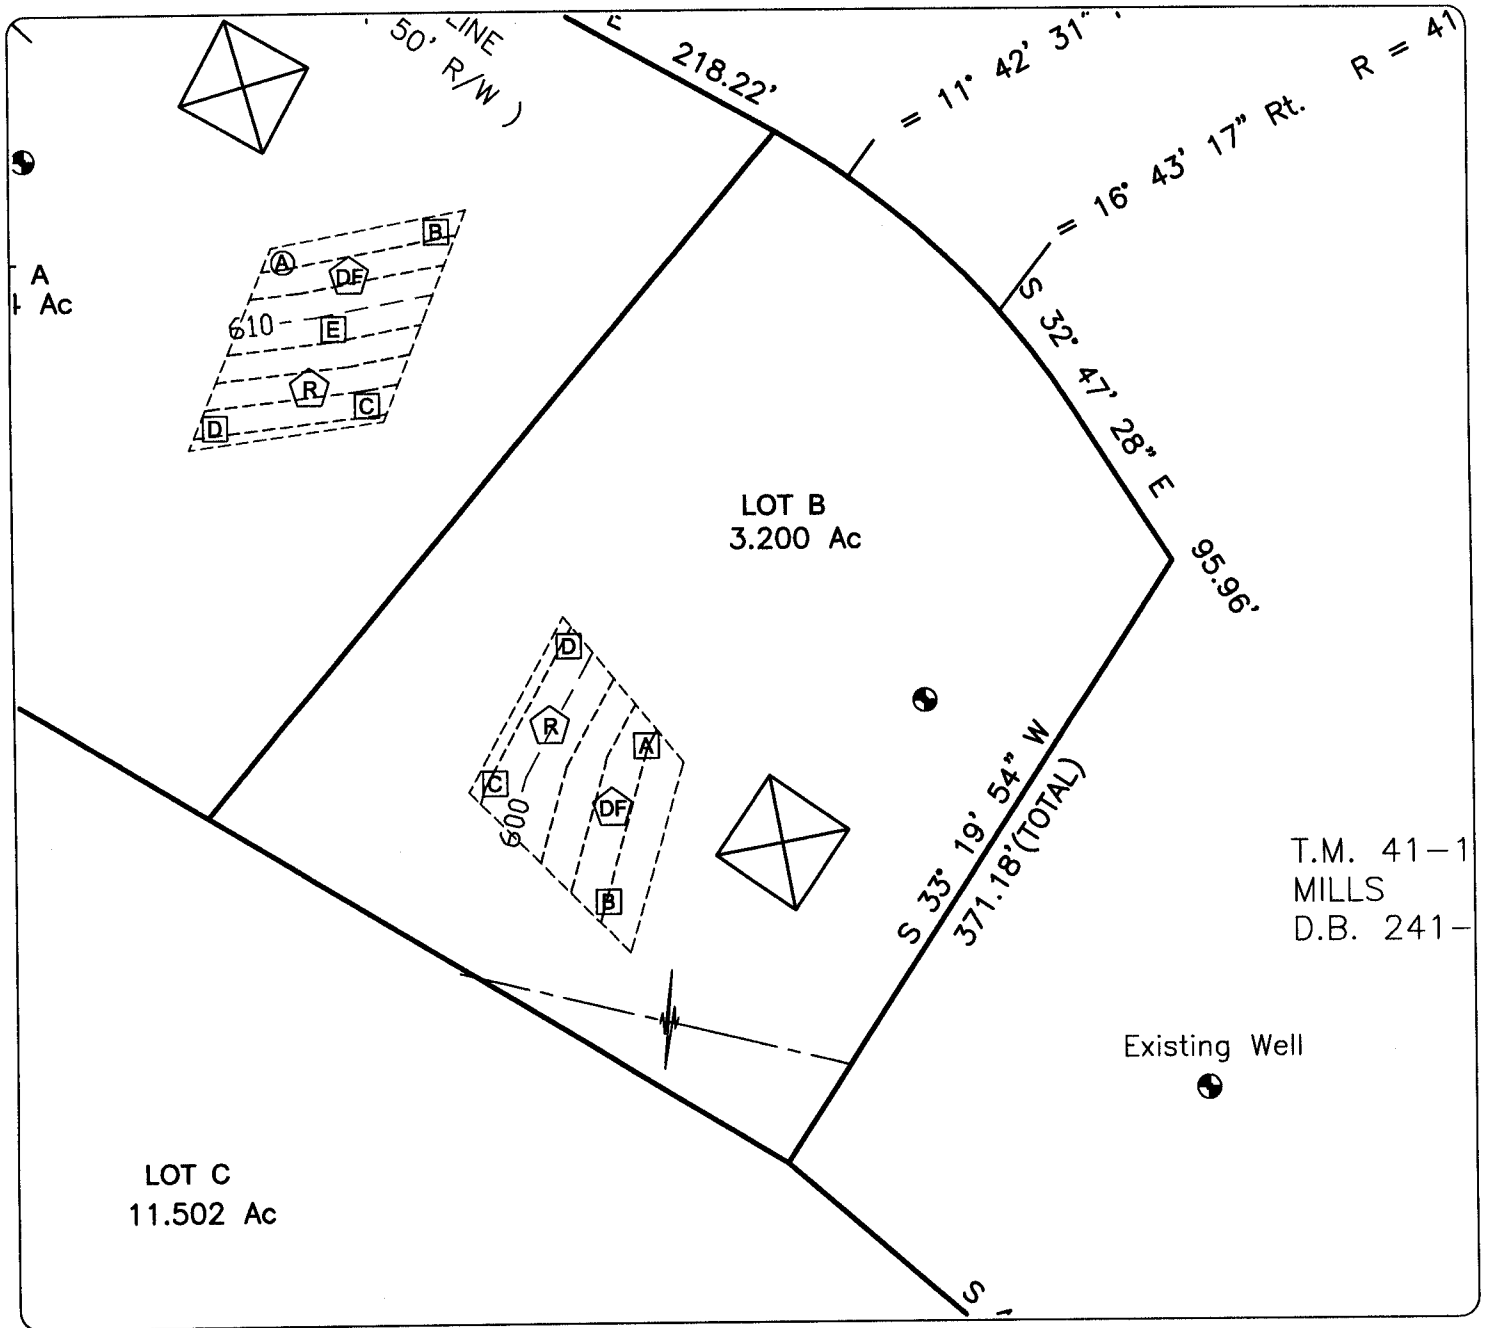 LINE
50' R/W )
E
218.22'
= 11° 42' 31"
= 16° 43' 17" Rt.
R = 41
S 32° 47' 28" E
95.96'
A
Ac
A
B
DF
610
E
R
C
D
LOT B
3.200 Ac
D
R
A
C
600
DF
B
S 33° 19' 54" W
371.18'(TOTAL)
T.M. 41-1
MILLS
D.B. 241-
Existing Well
LOT C
11.502 Ac
S